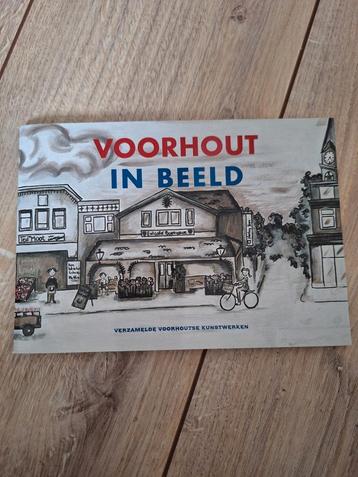 VOORHOUT
IN BEELD
VERZAMELDE VOORHOUTSE KUNSTWERKEN